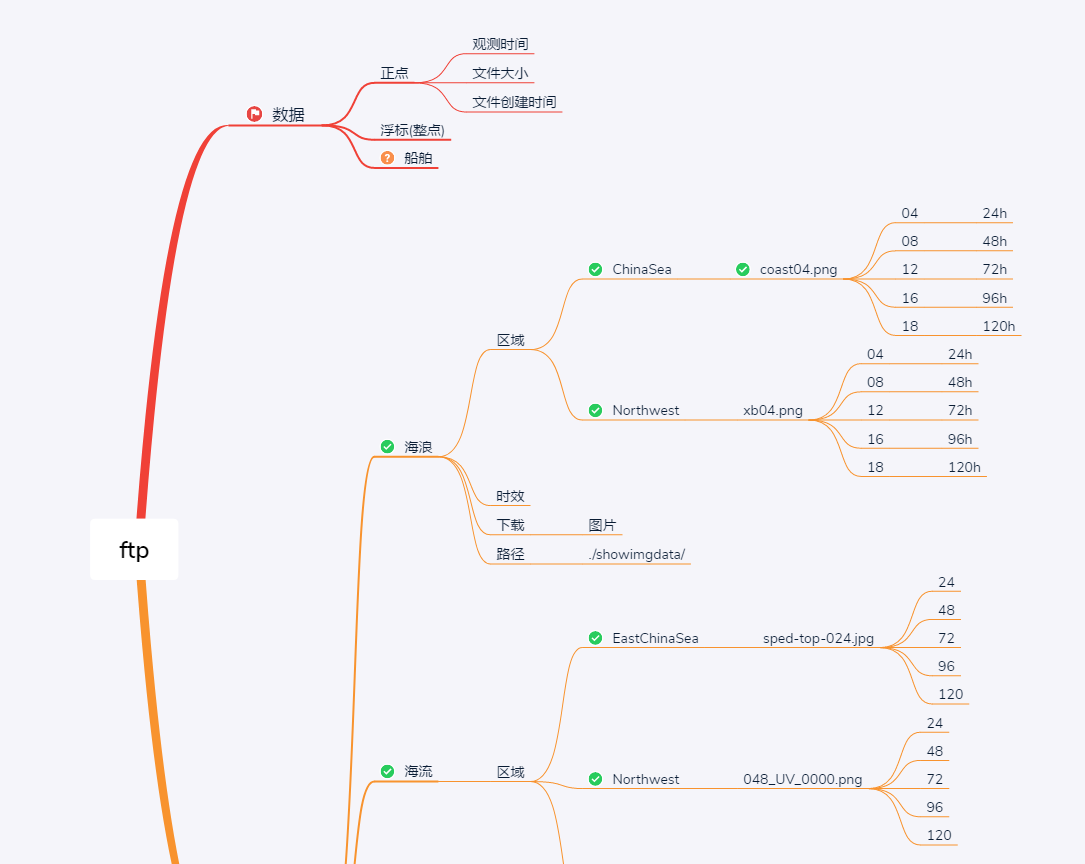 观测时间
正点
文件大小
文件创建时间
数据
浮标(整点)
船舶
04 24h
08 48h
ChinaSea coast04.png
12 72h
16 96h
18 120h
区域
04 24h
08 48h
Northwest xb04.png
12 72h
16 96h
18 120h
海浪
时效
下载 图片
路径 ./showimgdata/
ftp
24
48
EastChinaSea sped-top-024.jpg
72
96
120
24
48
海流 区域
Northwest 048_UV_0000.png
72
96
120